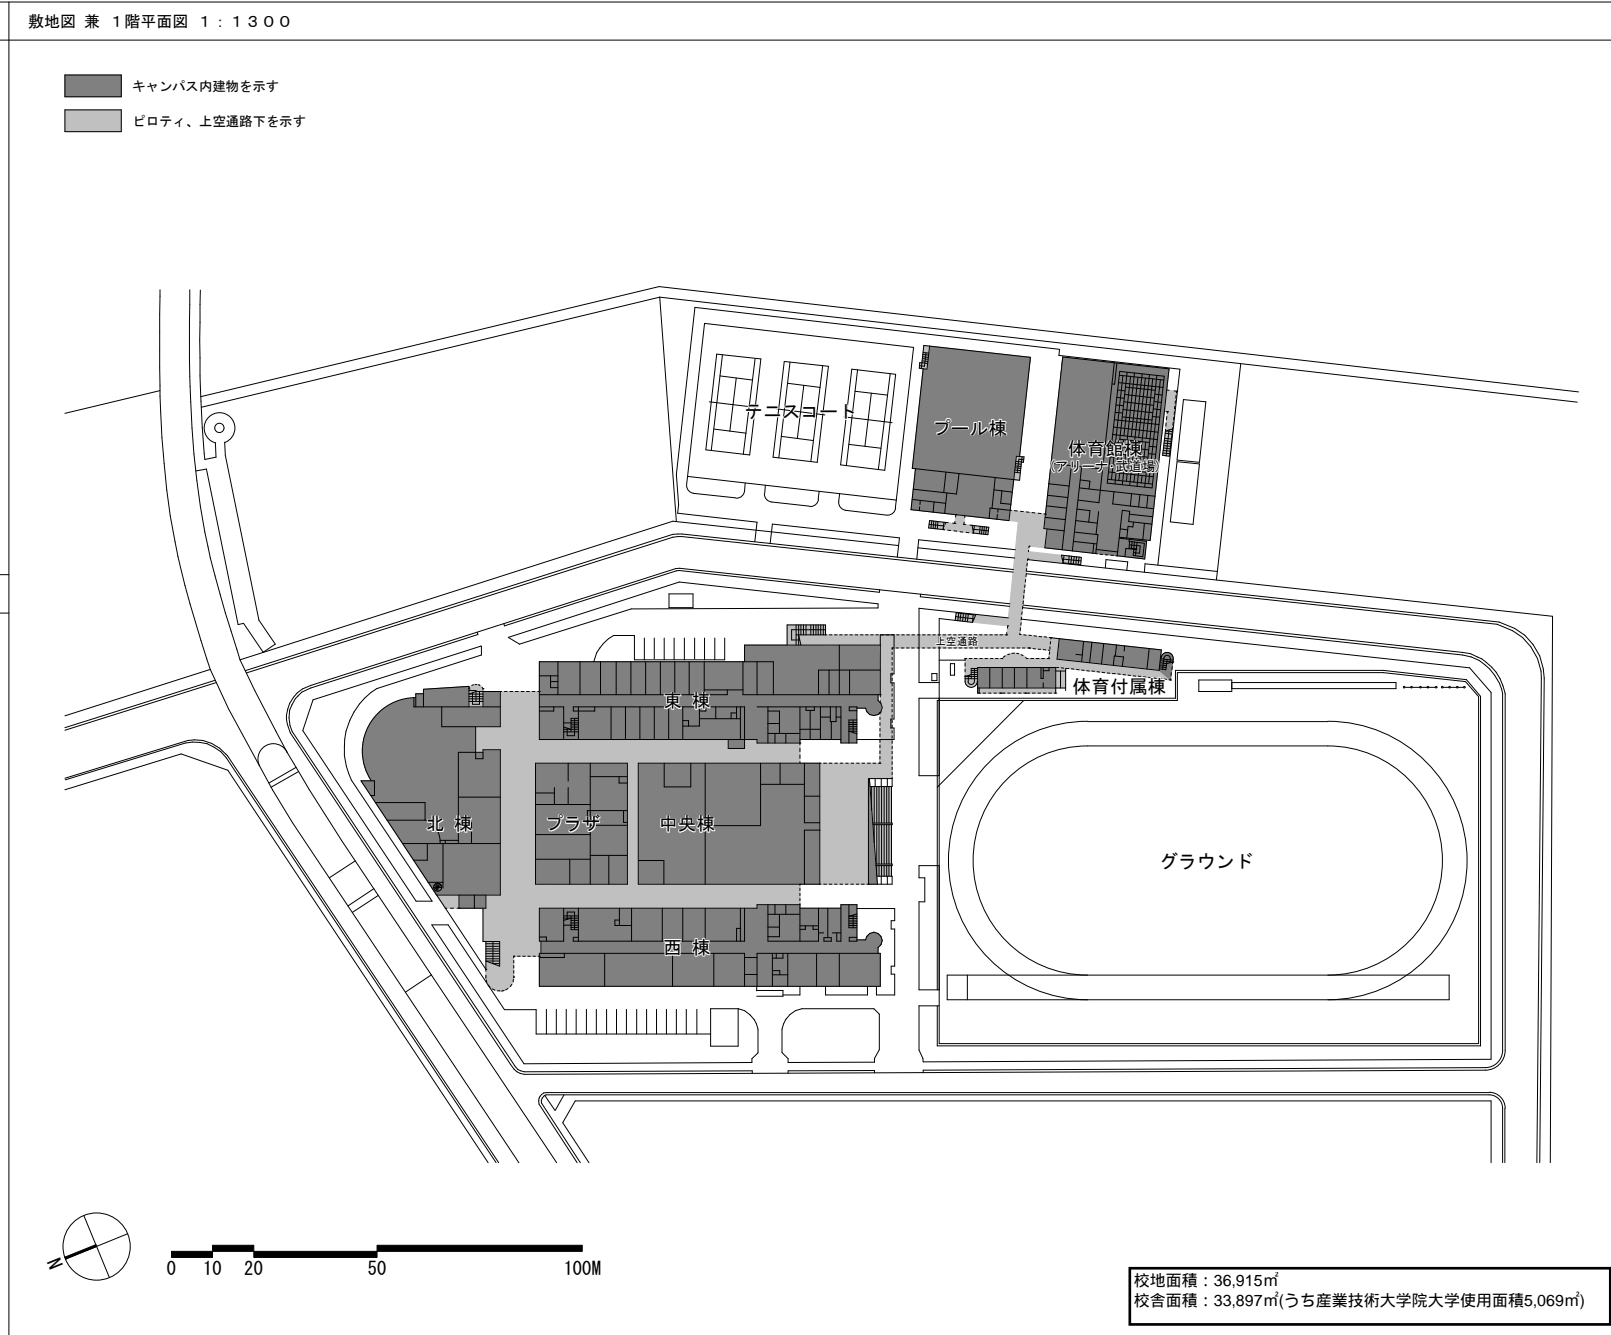 敷地図 兼 1階平面図 1：1300
キャンパス内建物を示す
ピロティ、上空通路下を示す
テニスコート
プール棟
体育館棟
(アリーナ・武道場)
上空通路
体育付属棟
東 棟
北 棟
プラザ
中央棟
グラウンド
西 棟
N
0 10 20 50 100M
校地面積：36,915㎡
校舎面積：33,897㎡(うち産業技術大学院大学使用面積5,069㎡)